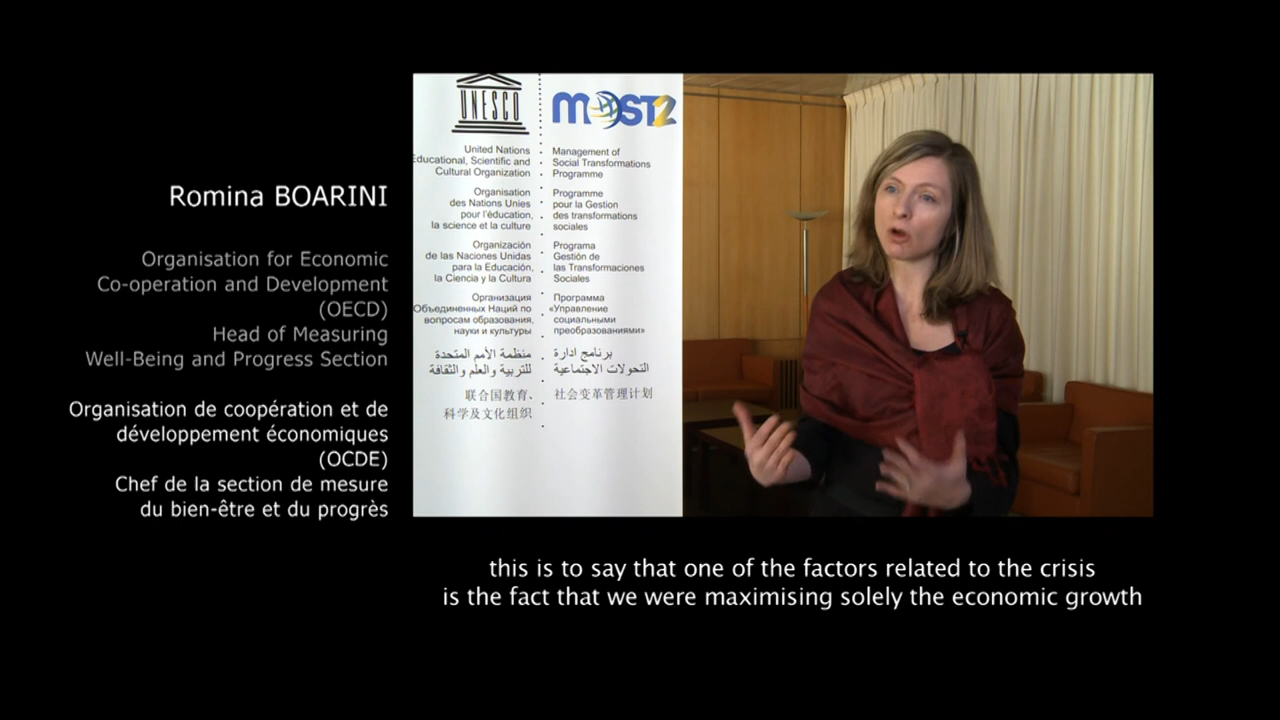 Romina BOARINI
Organisation for Economic
Co-operation and Development
(OECD)
Head of Measuring
Well-Being and Progress Section
Organisation de coopération et de
développement économiques
(OCDE)
Chef de la section de mesure
du bien-être et du progrès
UNESCO
United Nations
Educational, Scientific and
Cultural Organization
Organisation
des Nations Unies
pour l'éducation,
la science et la culture
Organización
de las Naciones Unidas
para la Educación,
la Ciencia y la Cultura
Организация
Объединенных Наций по
вопросам образования,
науки и культуры
منظمة الأمم المتحدة
للتربية والعلم والثقافة
联合国教育、
科学及文化组织
MOST2
Management of
Social Transformations
Programme
Programme
pour la Gestion
des transformations
sociales
Programa
Gestión de
las Transformaciones
Sociales
Программа
«Управление
социальными
преобразованиями»
برنامج ادارة
التحولات الاجتماعية
社会变革管理计划
this is to say that one of the factors related to the crisis
is the fact that we were maximising solely the economic growth